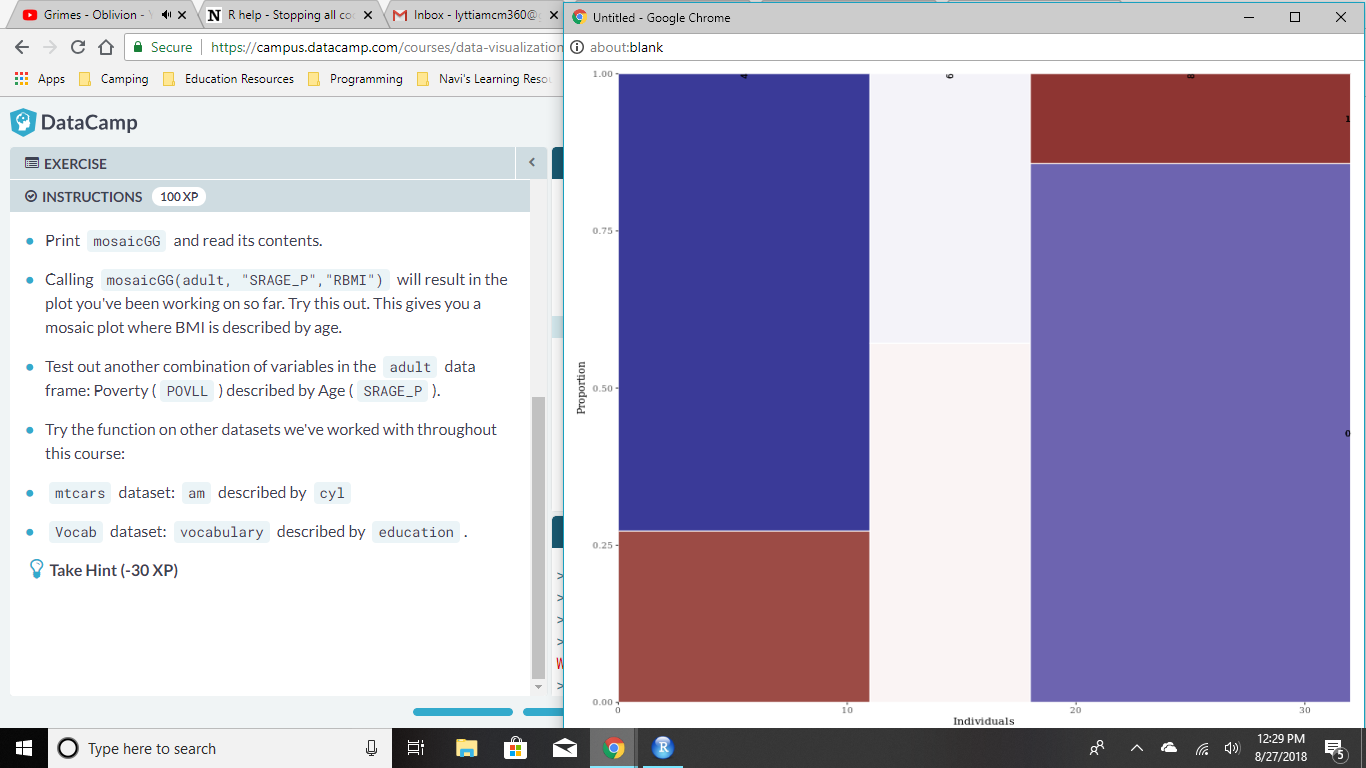 Grimes - Oblivion - Y
R help - Stopping all co
Inbox - lyttiamcm360@
Untitled - Google Chrome
Secure
https://campus.datacamp.com/courses/data-visualization
about:blank
Apps
Camping
Education Resources
Programming
Navi's Learning Reso
DataCamp
EXERCISE
INSTRUCTIONS
100 XP
Print mosaicGG and read its contents.
Calling mosaicGG(adult, "SRAGE_P","RBMI") will result in the
plot you've been working on so far. Try this out. This gives you a
mosaic plot where BMI is described by age.
Test out another combination of variables in the adult data
frame: Poverty ( POVLL ) described by Age ( SRAGE_P ).
Try the function on other datasets we've worked with throughout
this course:
mtcars dataset: am described by cyl
Vocab dataset: vocabulary described by education .
Take Hint (-30 XP)
>
>
>
>
W
>
1.00
0.75
0.50
0.25
0.00
Proportion
4
6
8
1
0
0
10
20
30
Individuals
Type here to search
12:29 PM
8/27/2018
5